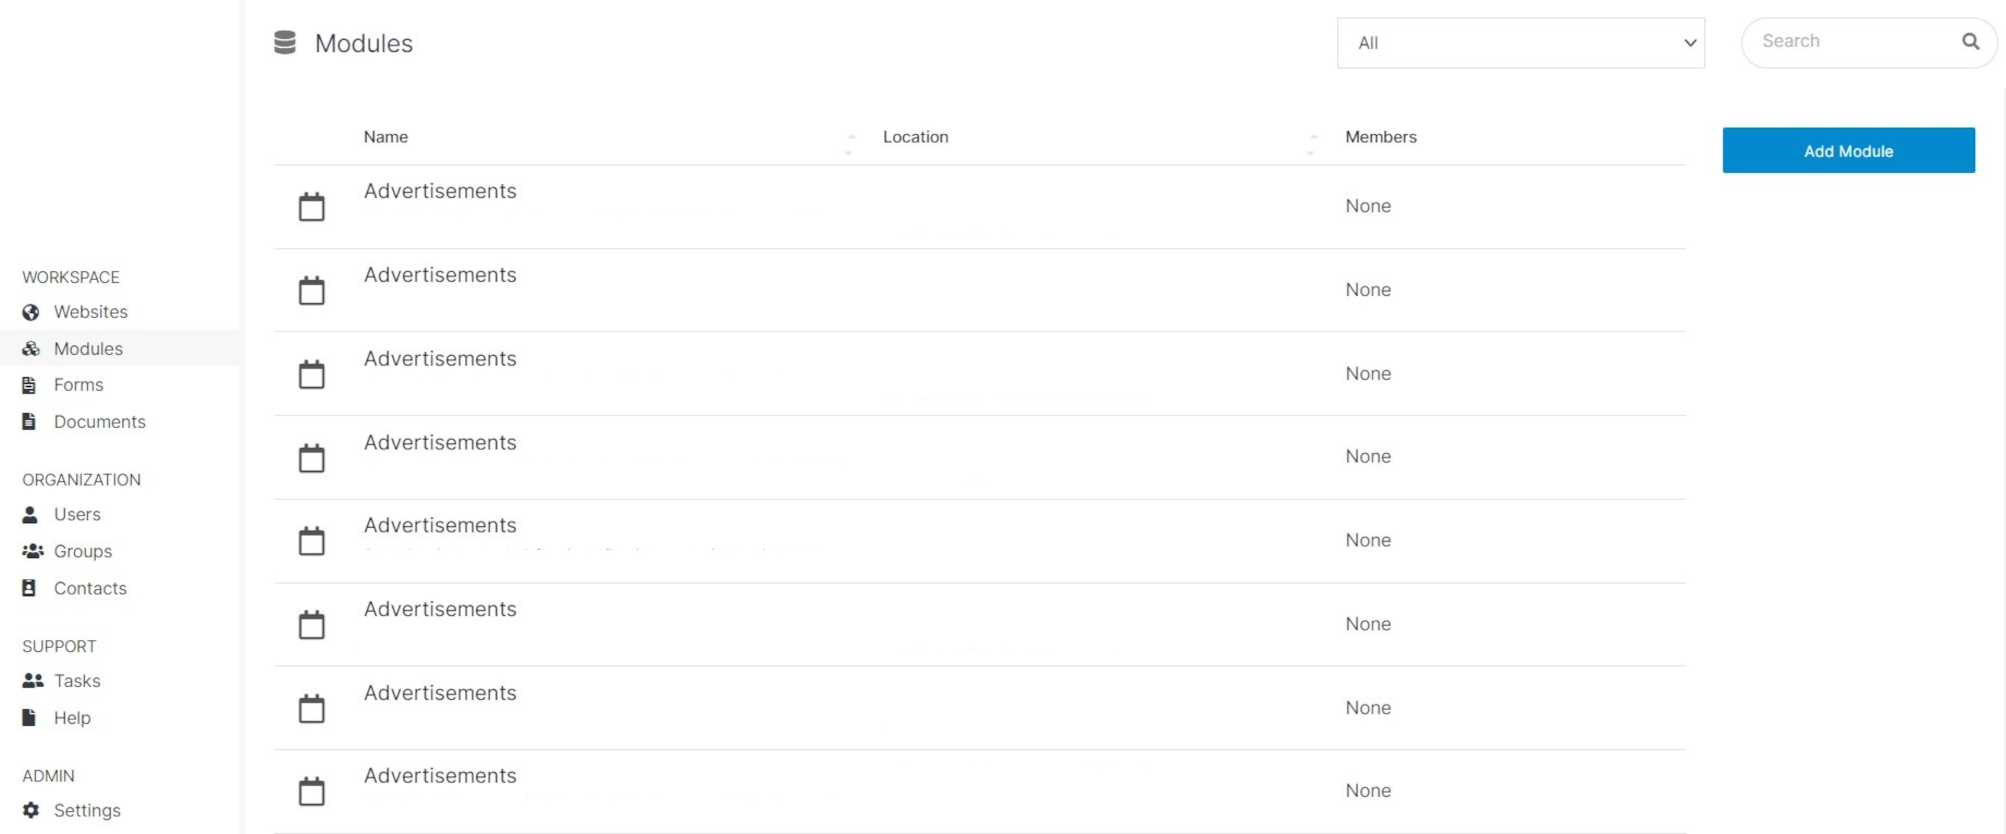 Modules
All
Search
Name
Location
Members
Add Module
Advertisements
None
Advertisements
None
Advertisements
None
Advertisements
None
Advertisements
None
Advertisements
None
Advertisements
None
Advertisements
None
WORKSPACE
Websites
Modules
Forms
Documents
ORGANIZATION
Users
Groups
Contacts
SUPPORT
Tasks
Help
ADMIN
Settings